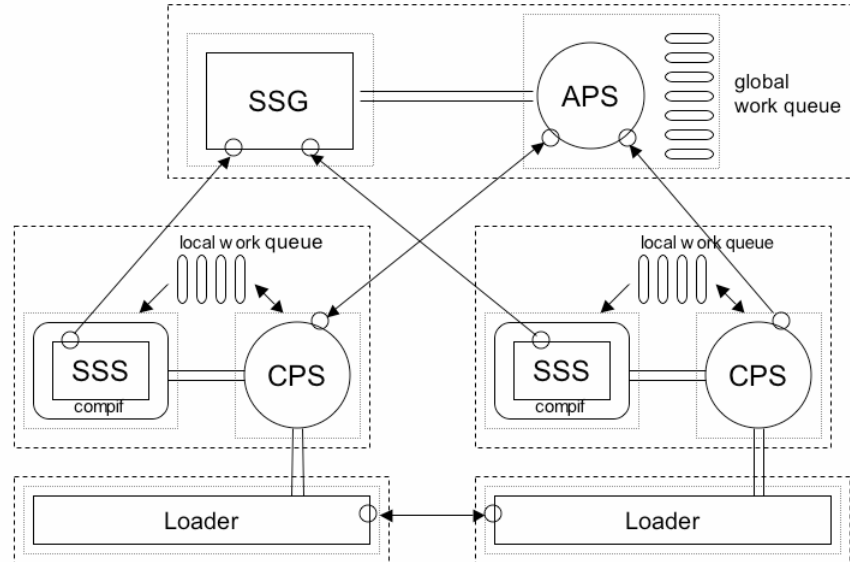 SSG
APS
global
work queue
local work queue
local work queue
SSS
compif
CPS
SSS
compif
CPS
Loader
Loader